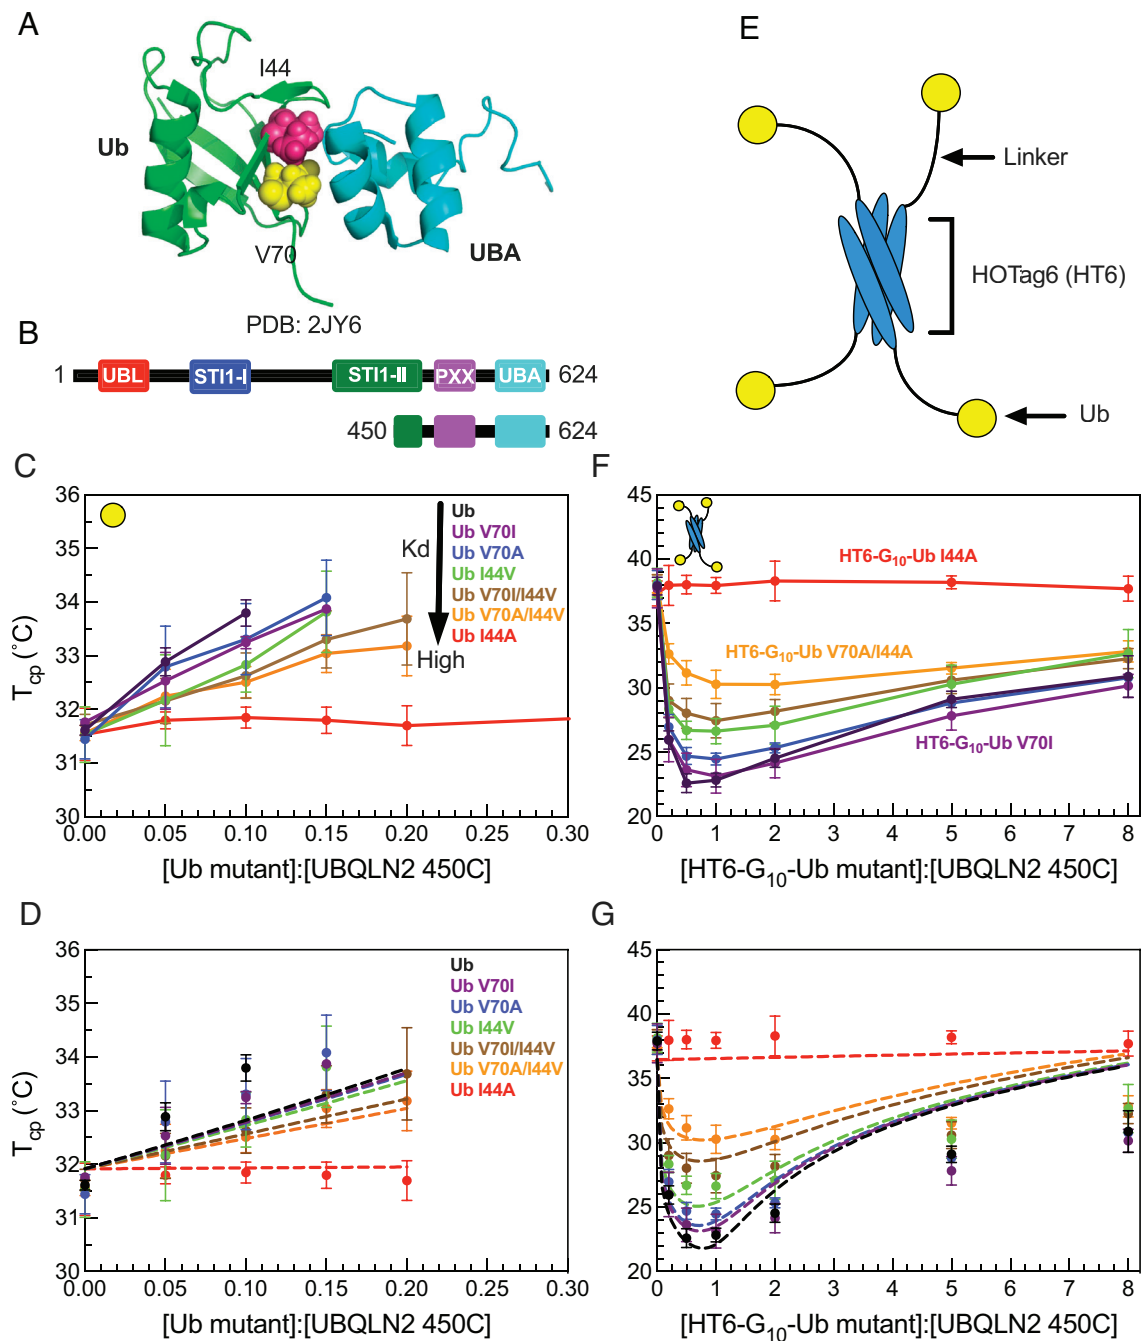 A
I44
Ub
V70
UBA
PDB: 2JY6
B
1 UBL STI1-I STI1-II PXX UBA 624
450 624
C
36
35
34
33
32
31
30
T_cp (°C)
Ub
Ub V70I
Ub V70A
Ub I44V
Ub V70I/I44V
Ub V70A/I44V
Ub I44A
Kd
High
0.00 0.05 0.10 0.15 0.20 0.25 0.30
[Ub mutant]:[UBQLN2 450C]
D
36
35
34
33
32
31
30
T_cp (°C)
Ub
Ub V70I
Ub V70A
Ub I44V
Ub V70I/I44V
Ub V70A/I44V
Ub I44A
0.00 0.05 0.10 0.15 0.20 0.25 0.30
[Ub mutant]:[UBQLN2 450C]
E
Linker
HOTag6 (HT6)
Ub
F
45
40
35
30
25
20
HT6-G10-Ub I44A
HT6-G10-Ub V70A/I44A
HT6-G10-Ub V70I
0 1 2 3 4 5 6 7 8
[HT6-G10-Ub mutant]:[UBQLN2 450C]
G
45
40
35
30
25
20
0 1 2 3 4 5 6 7 8
[HT6-G10-Ub mutant]:[UBQLN2 450C]